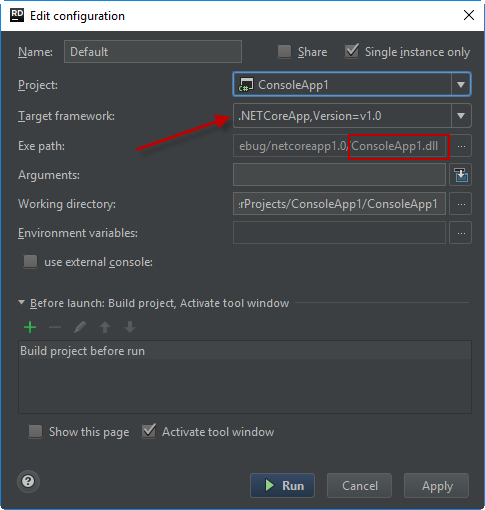 RD Edit configuration
Name: Default Share Single instance only
Project: C# ConsoleApp1
Target framework: .NETCoreApp,Version=v1.0
Exe path: ebug/netcoreapp1.0/ConsoleApp1.dll ...
Arguments:
Working directory: rProjects/ConsoleApp1/ConsoleApp1 ...
Environment variables: ...
use external console:
Before launch: Build project, Activate tool window
Build project before run
Show this page Activate tool window
? Run Cancel Apply